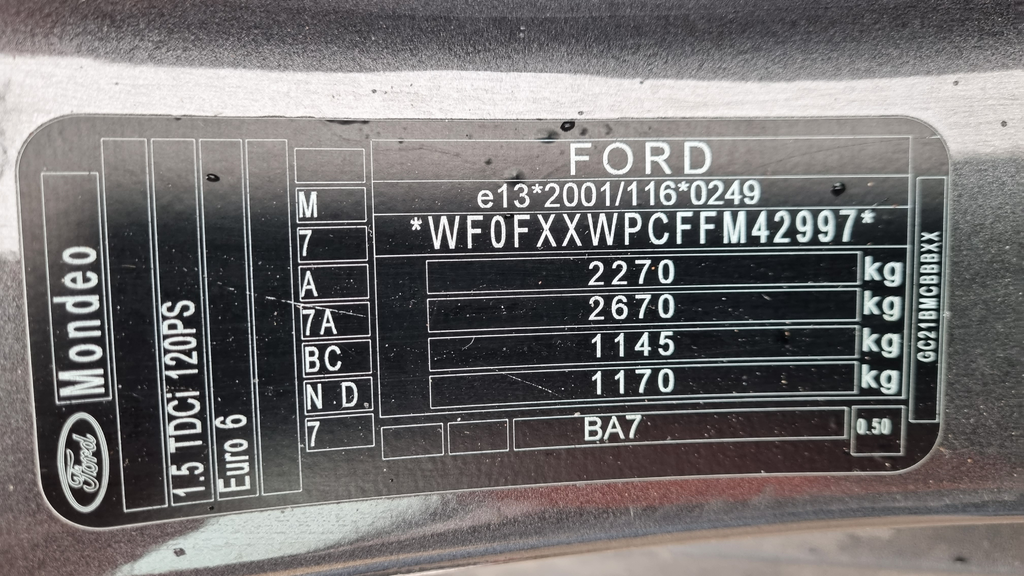 FORD
e13*2001/116*0249
*WF0FXXWPCFFM42997*
2270 kg
2670 kg
1145 kg
1170 kg
BA7
0.50
M
7
A
7A
BC
N D.
7
Ford Mondeo
1.5 TDCi 120PS
Euro 6
GC21BMCBBBXX